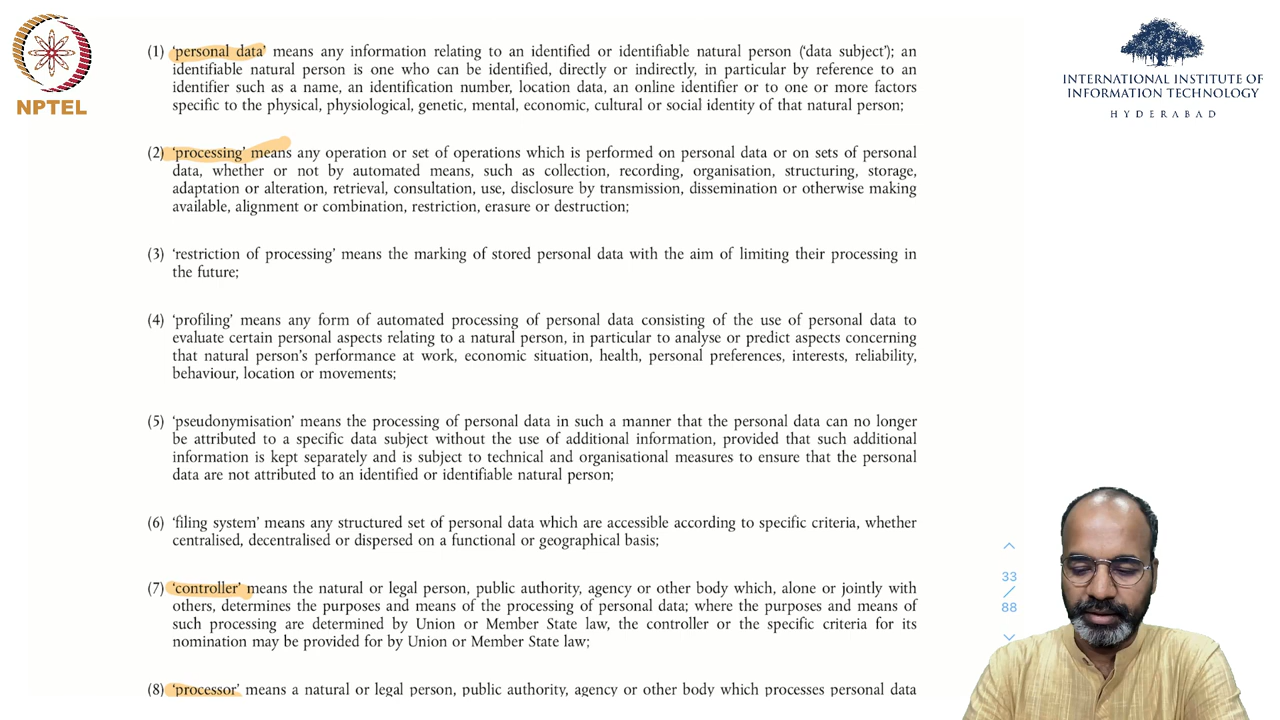 NPTEL
INTERNATIONAL INSTITUTE OF
INFORMATION TECHNOLOGY
HYDERABAD
(1) ‘personal data’ means any information relating to an identified or identifiable natural person (‘data subject’); an
identifiable natural person is one who can be identified, directly or indirectly, in particular by reference to an
identifier such as a name, an identification number, location data, an online identifier or to one or more factors
specific to the physical, physiological, genetic, mental, economic, cultural or social identity of that natural person;
(2) ‘processing’ means any operation or set of operations which is performed on personal data or on sets of personal
data, whether or not by automated means, such as collection, recording, organisation, structuring, storage,
adaptation or alteration, retrieval, consultation, use, disclosure by transmission, dissemination or otherwise making
available, alignment or combination, restriction, erasure or destruction;
(3) ‘restriction of processing’ means the marking of stored personal data with the aim of limiting their processing in
the future;
(4) ‘profiling’ means any form of automated processing of personal data consisting of the use of personal data to
evaluate certain personal aspects relating to a natural person, in particular to analyse or predict aspects concerning
that natural person’s performance at work, economic situation, health, personal preferences, interests, reliability,
behaviour, location or movements;
(5) ‘pseudonymisation’ means the processing of personal data in such a manner that the personal data can no longer
be attributed to a specific data subject without the use of additional information, provided that such additional
information is kept separately and is subject to technical and organisational measures to ensure that the personal
data are not attributed to an identified or identifiable natural person;
(6) ‘filing system’ means any structured set of personal data which are accessible according to specific criteria, whether
centralised, decentralised or dispersed on a functional or geographical basis;
(7) ‘controller’ means the natural or legal person, public authority, agency or other body which, alone or jointly with
others, determines the purposes and means of the processing of personal data; where the purposes and means of
such processing are determined by Union or Member State law, the controller or the specific criteria for its
nomination may be provided for by Union or Member State law;
(8) ‘processor’ means a natural or legal person, public authority, agency or other body which processes personal data
33
/
88